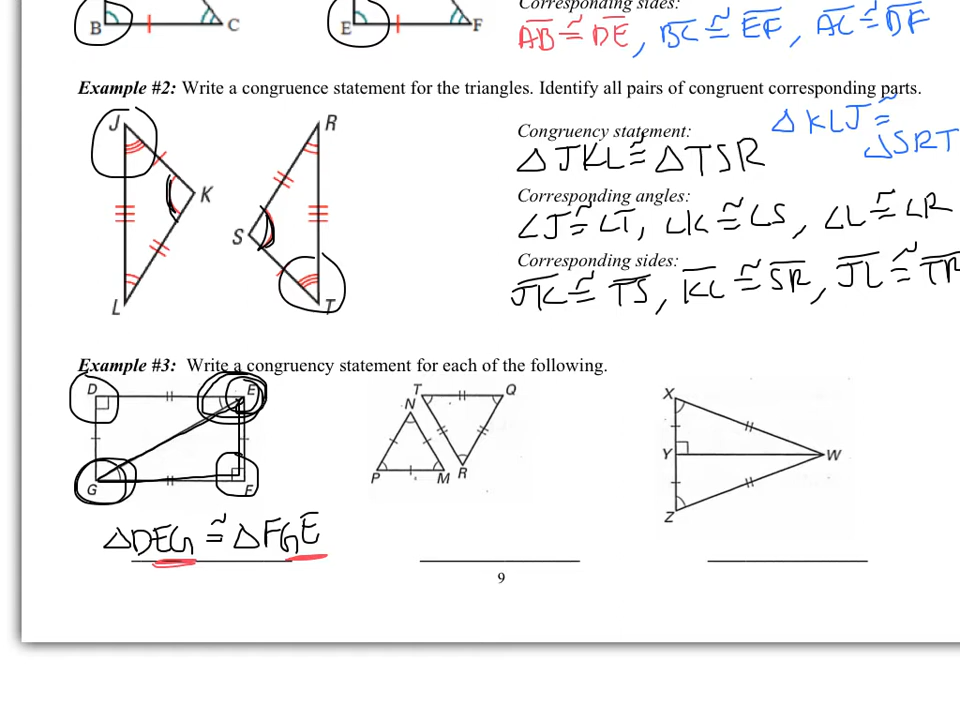 Corresponding sides:
B C E F AB ≅ DE, BC ≅ EF, AC ≅ DF
Example #2: Write a congruence statement for the triangles. Identify all pairs of congruent corresponding parts.
J R Congruency statement: △KLJ ≅
△JKL ≅ △TSR △SRT
K S Corresponding angles:
∠J ≅ ∠T, ∠K ≅ ∠S, ∠L ≅ ∠R
Corresponding sides:
L T JK ≅ TS, KL ≅ SR, JL ≅ TR
Example #3: Write a congruency statement for each of the following.
D E T Q X
N
Y W
G F P M R
Z
△DEG ≅ △FGE
9